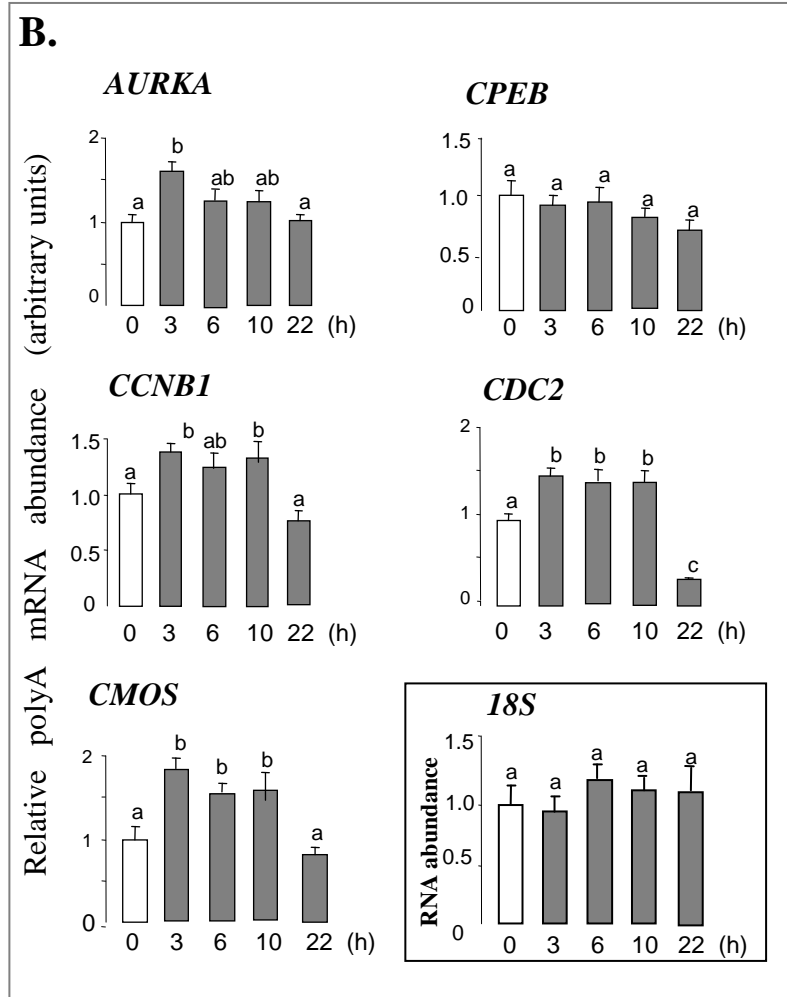 B.
Relative polyA mRNA abundance (arbitrary units)
AURKA
2
1
0
a
b
ab
ab
a
0 3 6 10 22 (h)
CPEB
1.5
1.0
0.5
0
a
a
a
a
a
0 3 6 10 22 (h)
CCNB1
1.5
1.0
0.5
0
a
b
ab
b
a
0 3 6 10 22 (h)
CDC2
2
1
0
a
b
b
b
c
0 3 6 10 22 (h)
CMOS
2
1
0
a
b
b
b
a
0 3 6 10 22 (h)
18S
RNA abundance
1.5
1.0
0.5
0
a
a
a
a
a
0 3 6 10 22 (h)